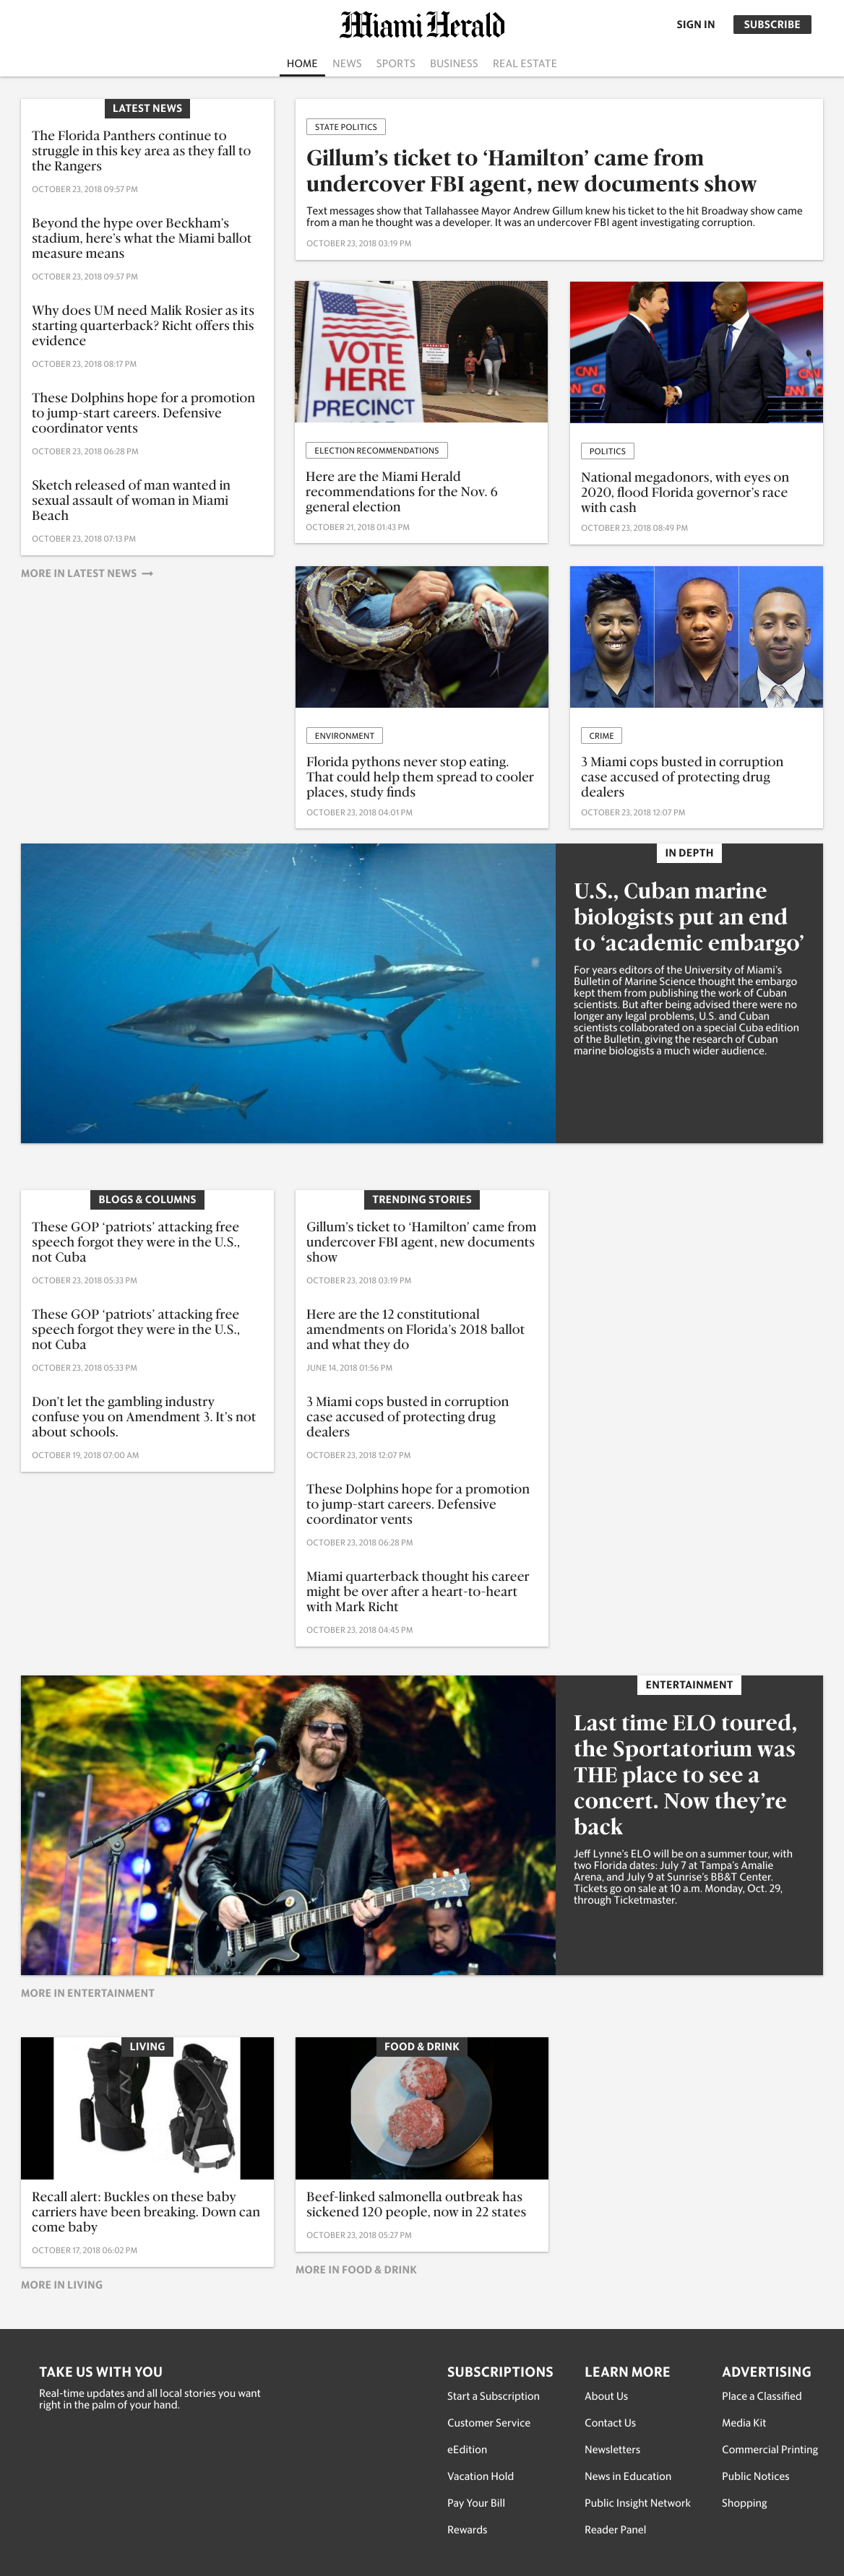 Miami Herald
SIGN IN
SUBSCRIBE
HOME
NEWS
SPORTS
BUSINESS
REAL ESTATE
LATEST NEWS
The Florida Panthers continue to
struggle in this key area as they fall to
the Rangers
OCTOBER 23, 2018 09:57 PM
Beyond the hype over Beckham’s
stadium, here’s what the Miami ballot
measure means
OCTOBER 23, 2018 09:57 PM
Why does UM need Malik Rosier as its
starting quarterback? Richt offers this
evidence
OCTOBER 23, 2018 08:17 PM
These Dolphins hope for a promotion
to jump-start careers. Defensive
coordinator vents
OCTOBER 23, 2018 06:28 PM
Sketch released of man wanted in
sexual assault of woman in Miami
Beach
OCTOBER 23, 2018 07:13 PM
MORE IN LATEST NEWS
STATE POLITICS
Gillum’s ticket to ‘Hamilton’ came from
undercover FBI agent, new documents show
Text messages show that Tallahassee Mayor Andrew Gillum knew his ticket to the hit Broadway show came
from a man he thought was a developer. It was an undercover FBI agent investigating corruption.
OCTOBER 23, 2018 03:19 PM
VOTE
HERE
PRECINCT
ELECTION RECOMMENDATIONS
Here are the Miami Herald
recommendations for the Nov. 6
general election
OCTOBER 21, 2018 01:43 PM
CNN
CNN
CNN
POLITICS
National megadonors, with eyes on
2020, flood Florida governor’s race
with cash
OCTOBER 23, 2018 08:49 PM
ENVIRONMENT
Florida pythons never stop eating.
That could help them spread to cooler
places, study finds
OCTOBER 23, 2018 04:01 PM
CRIME
3 Miami cops busted in corruption
case accused of protecting drug
dealers
OCTOBER 23, 2018 12:07 PM
IN DEPTH
U.S., Cuban marine
biologists put an end
to ‘academic embargo’
For years editors of the University of Miami’s
Bulletin of Marine Science thought the embargo
kept them from publishing the work of Cuban
scientists. But after being advised there were no
longer any legal problems, U.S. and Cuban
scientists collaborated on a special Cuba edition
of the Bulletin, giving the research of Cuban
marine biologists a much wider audience.
BLOGS & COLUMNS
These GOP ‘patriots’ attacking free
speech forgot they were in the U.S.,
not Cuba
OCTOBER 23, 2018 05:33 PM
These GOP ‘patriots’ attacking free
speech forgot they were in the U.S.,
not Cuba
OCTOBER 23, 2018 05:33 PM
Don’t let the gambling industry
confuse you on Amendment 3. It’s not
about schools.
OCTOBER 19, 2018 07:00 AM
TRENDING STORIES
Gillum’s ticket to ‘Hamilton’ came from
undercover FBI agent, new documents
show
OCTOBER 23, 2018 03:19 PM
Here are the 12 constitutional
amendments on Florida’s 2018 ballot
and what they do
JUNE 14, 2018 01:56 PM
3 Miami cops busted in corruption
case accused of protecting drug
dealers
OCTOBER 23, 2018 12:07 PM
These Dolphins hope for a promotion
to jump-start careers. Defensive
coordinator vents
OCTOBER 23, 2018 06:28 PM
Miami quarterback thought his career
might be over after a heart-to-heart
with Mark Richt
OCTOBER 23, 2018 04:45 PM
ENTERTAINMENT
Last time ELO toured,
the Sportatorium was
THE place to see a
concert. Now they’re
back
Jeff Lynne’s ELO will be on a summer tour, with
two Florida dates: July 7 at Tampa’s Amalie
Arena, and July 9 at Sunrise’s BB&T Center.
Tickets go on sale at 10 a.m. Monday, Oct. 29,
through Ticketmaster.
MORE IN ENTERTAINMENT
LIVING
Recall alert: Buckles on these baby
carriers have been breaking. Down can
come baby
OCTOBER 17, 2018 06:02 PM
MORE IN LIVING
FOOD & DRINK
Beef-linked salmonella outbreak has
sickened 120 people, now in 22 states
OCTOBER 23, 2018 05:27 PM
MORE IN FOOD & DRINK
TAKE US WITH YOU
Real-time updates and all local stories you want
right in the palm of your hand.
SUBSCRIPTIONS
Start a Subscription
Customer Service
eEdition
Vacation Hold
Pay Your Bill
Rewards
LEARN MORE
About Us
Contact Us
Newsletters
News in Education
Public Insight Network
Reader Panel
ADVERTISING
Place a Classified
Media Kit
Commercial Printing
Public Notices
Shopping